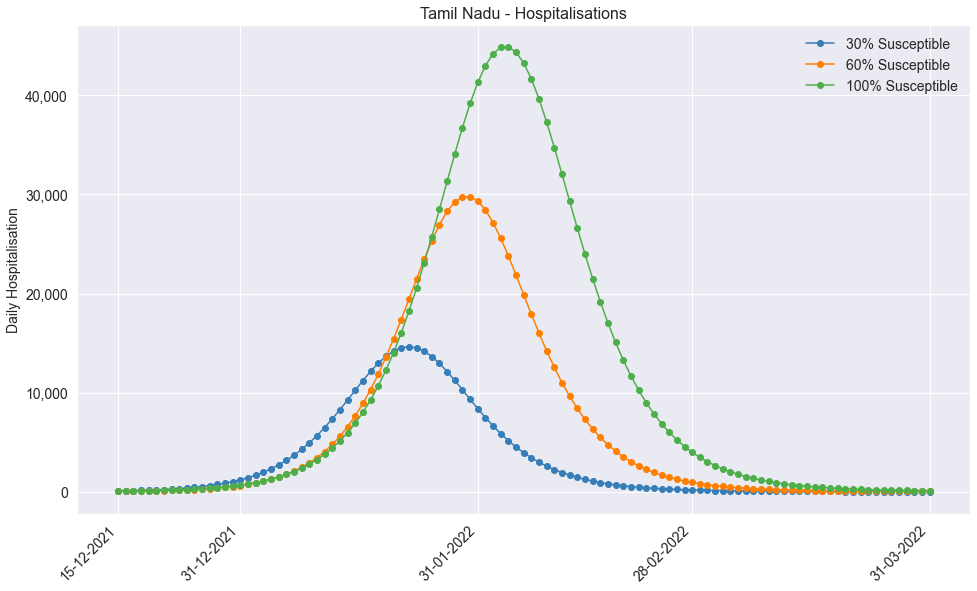 Tamil Nadu - Hospitalisations
30% Susceptible
60% Susceptible
100% Susceptible
Daily Hospitalisation
40,000
30,000
20,000
10,000
0
15-12-2021
31-12-2021
31-01-2022
28-02-2022
31-03-2022